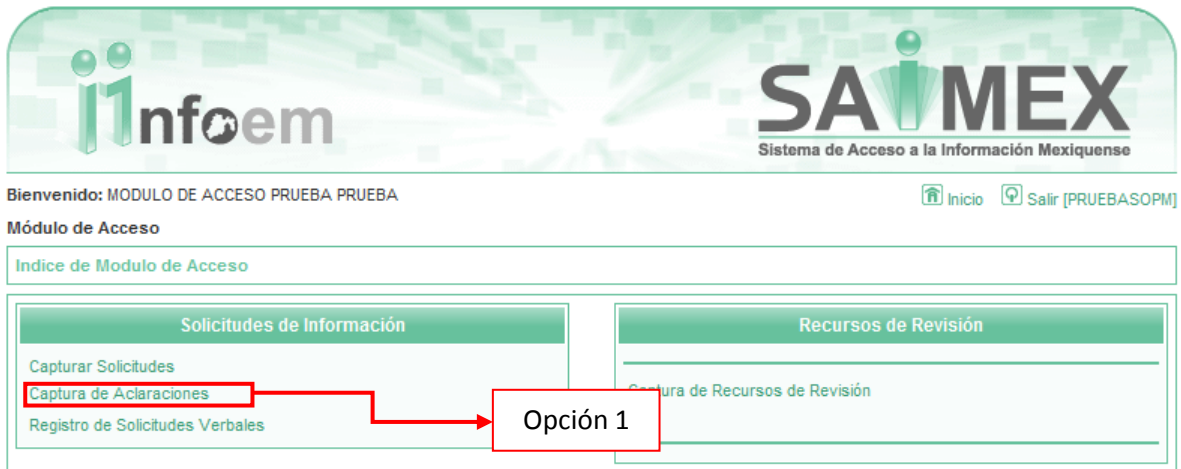 infoem
SAIMEX
Sistema de Acceso a la Información Mexiquense
Bienvenido: MODULO DE ACCESO PRUEBA PRUEBA
Inicio
Salir [PRUEBASOPM]
Módulo de Acceso
Indice de Modulo de Acceso
Solicitudes de Información
Capturar Solicitudes
Captura de Aclaraciones
Registro de Solicitudes Verbales
Opción 1
Recursos de Revisión
Captura de Recursos de Revisión